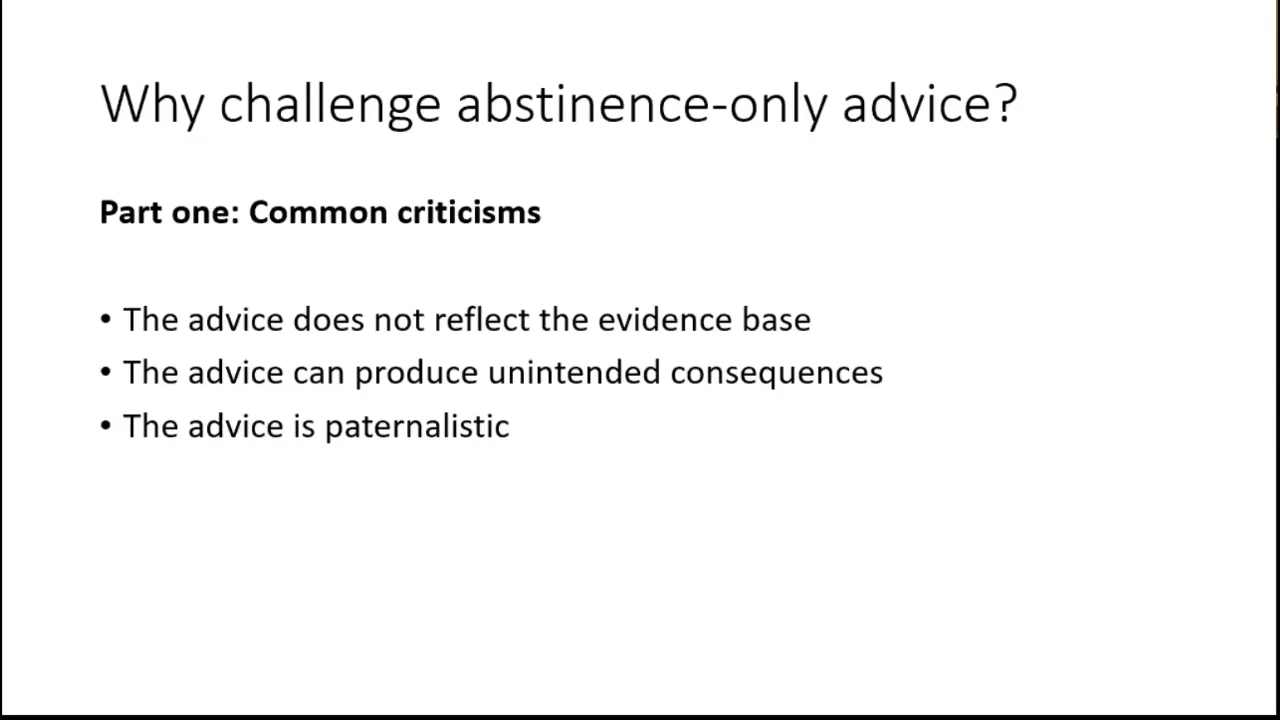 Why challenge abstinence-only advice?
Part one: Common criticisms
• The advice does not reflect the evidence base
• The advice can produce unintended consequences
• The advice is paternalistic